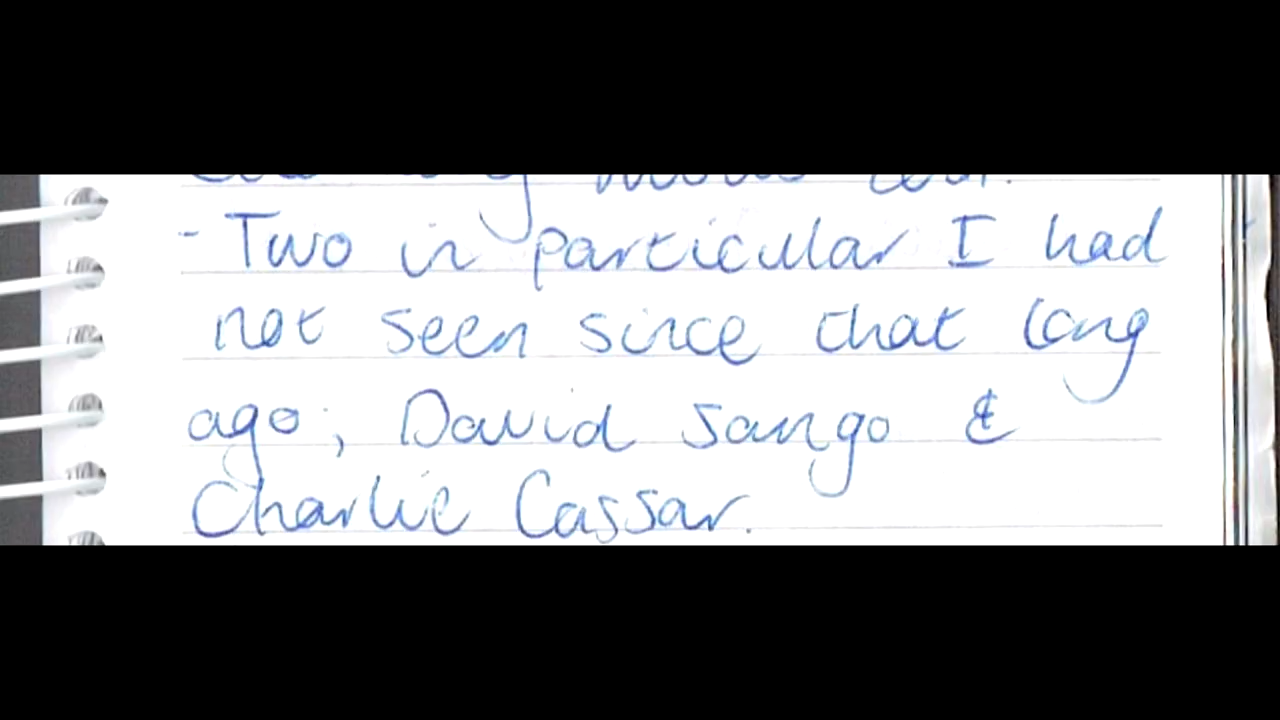 - Two in particular I had
not seen since that long
ago; David Sango &
Charlie Cassar.